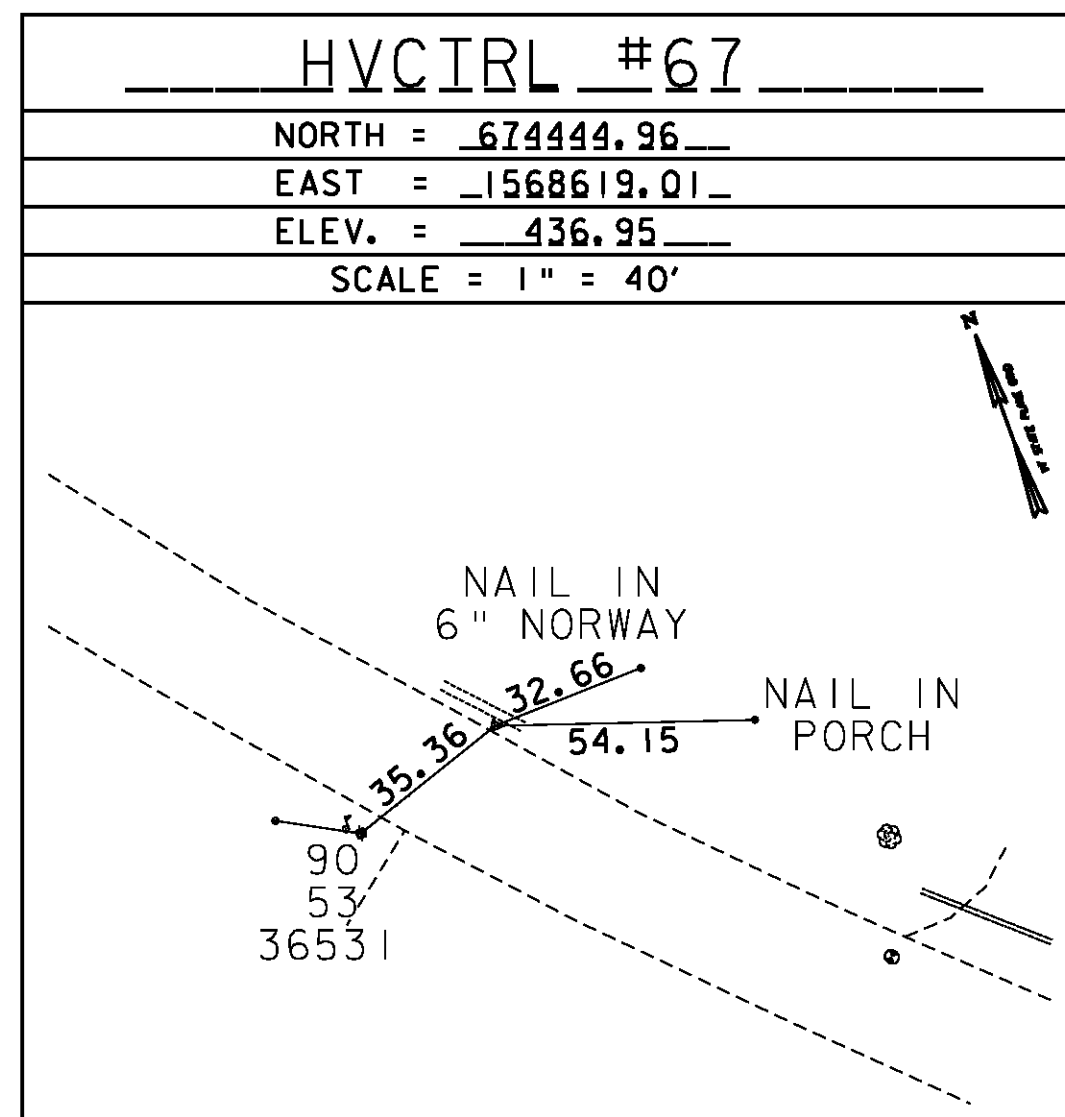 HVCTRL #67
NORTH = 674444.96
EAST = 1568619.01
ELEV. = 436.95
SCALE = 1" = 40'
N
NAIL IN
6" NORWAY
32.66
NAIL IN
PORCH
54.15
35.36
90
53
36531